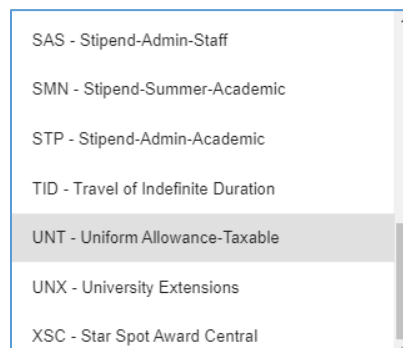 SAS - Stipend-Admin-Staff
SMN - Stipend-Summer-Academic
STP - Stipend-Admin-Academic
TID - Travel of Indefinite Duration
UNT - Uniform Allowance-Taxable
UNX - University Extensions
XSC - Star Spot Award Central